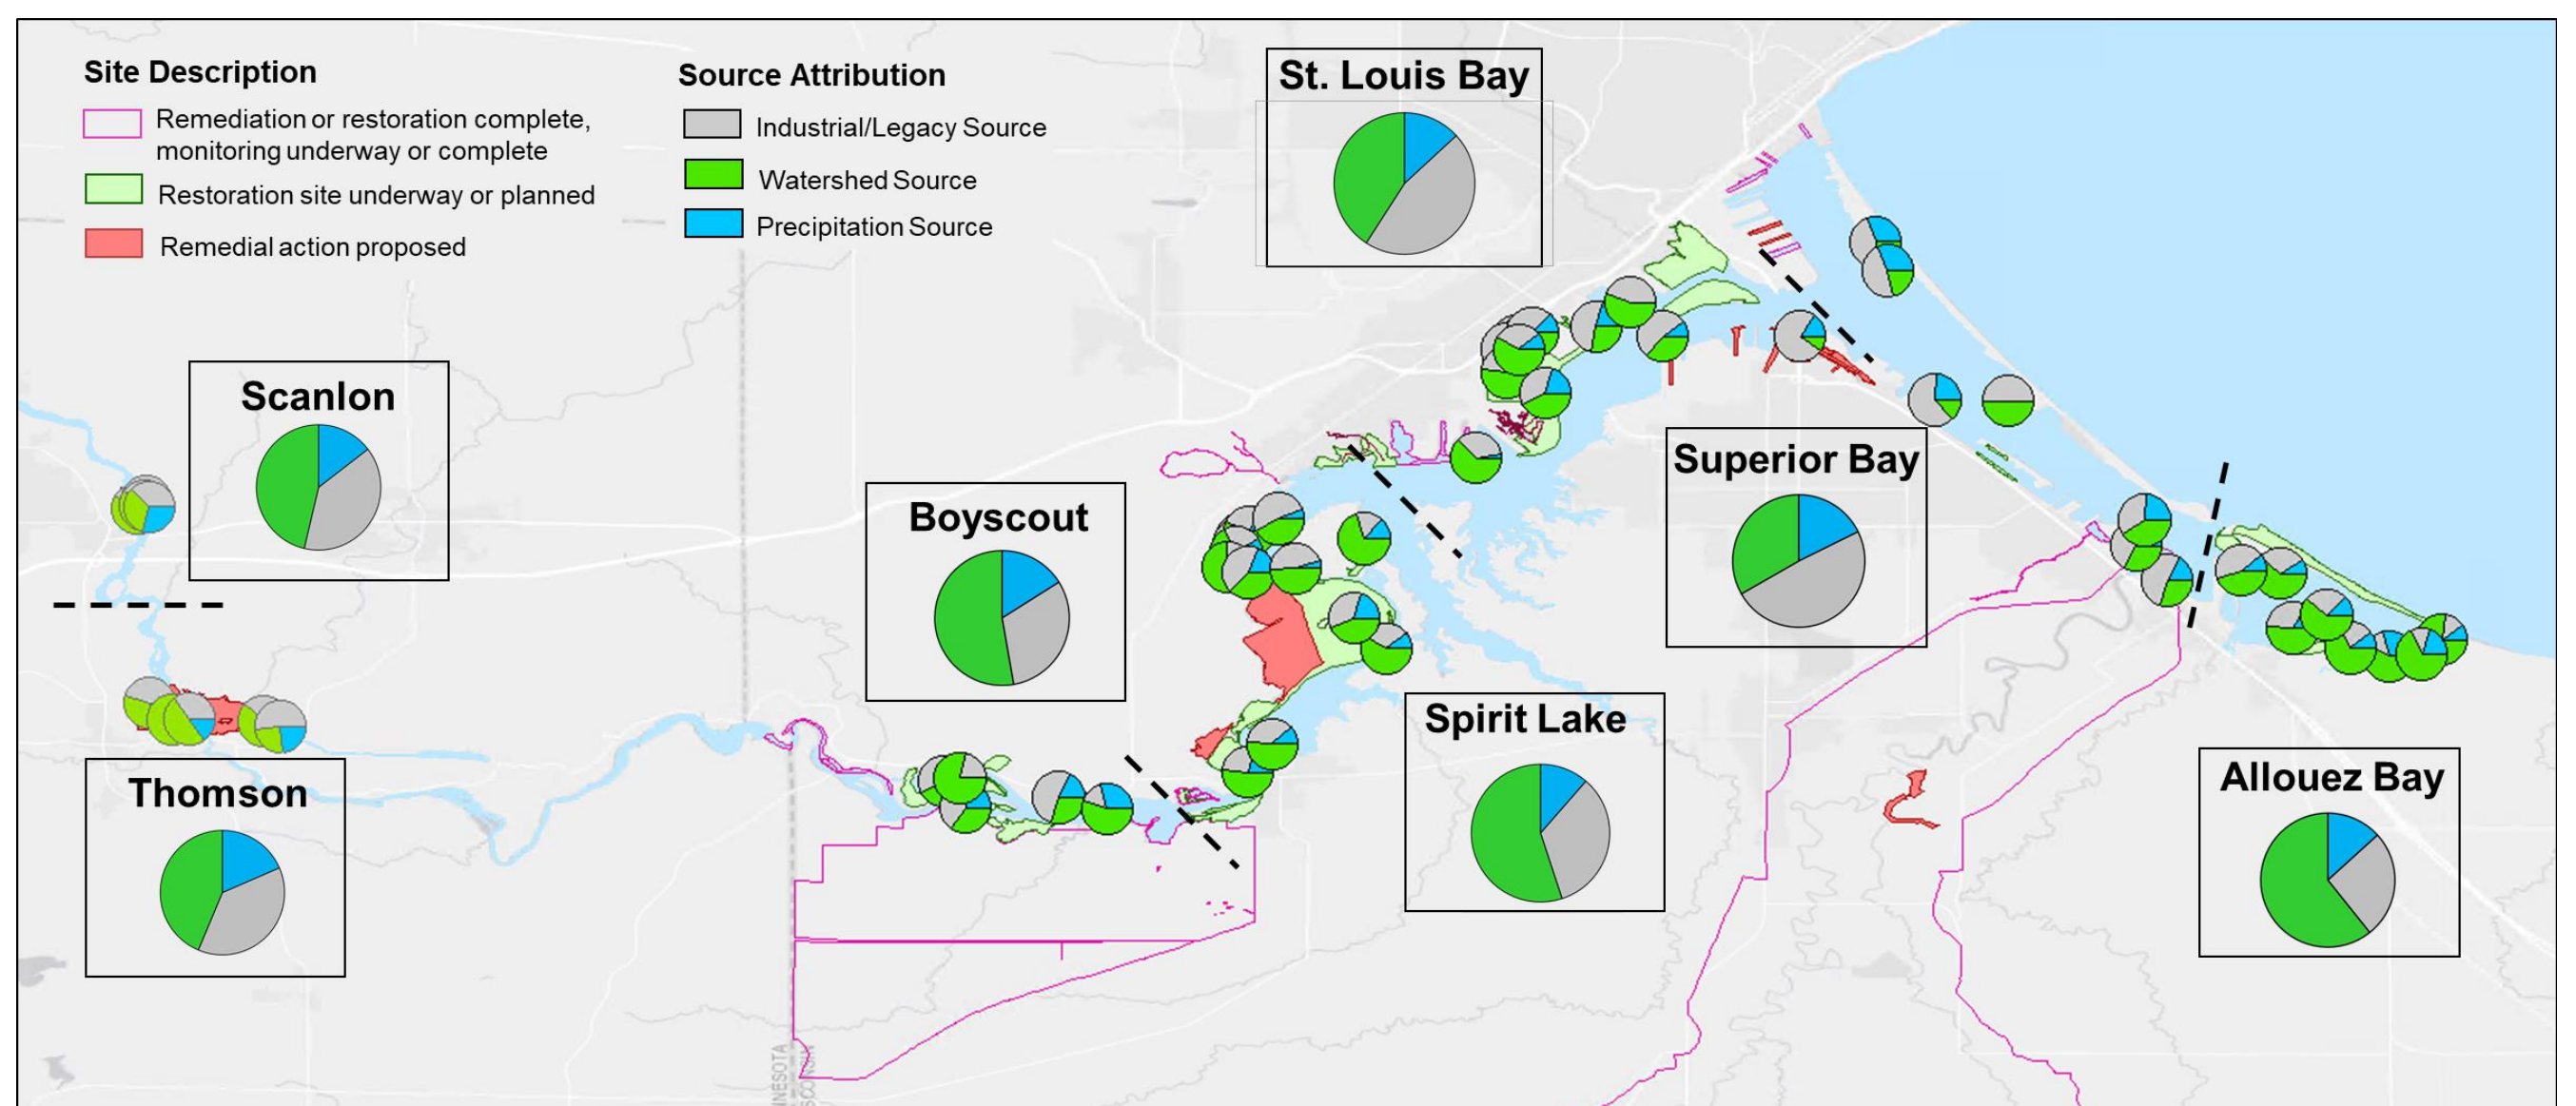 Site Description
Remediation or restoration complete,
monitoring underway or complete
Restoration site underway or planned
Remedial action proposed
Source Attribution
Industrial/Legacy Source
Watershed Source
Precipitation Source
St. Louis Bay
Scanlon
Superior Bay
Boyscout
Spirit Lake
Thomson
Allouez Bay
NNESOTA
SCONSIN